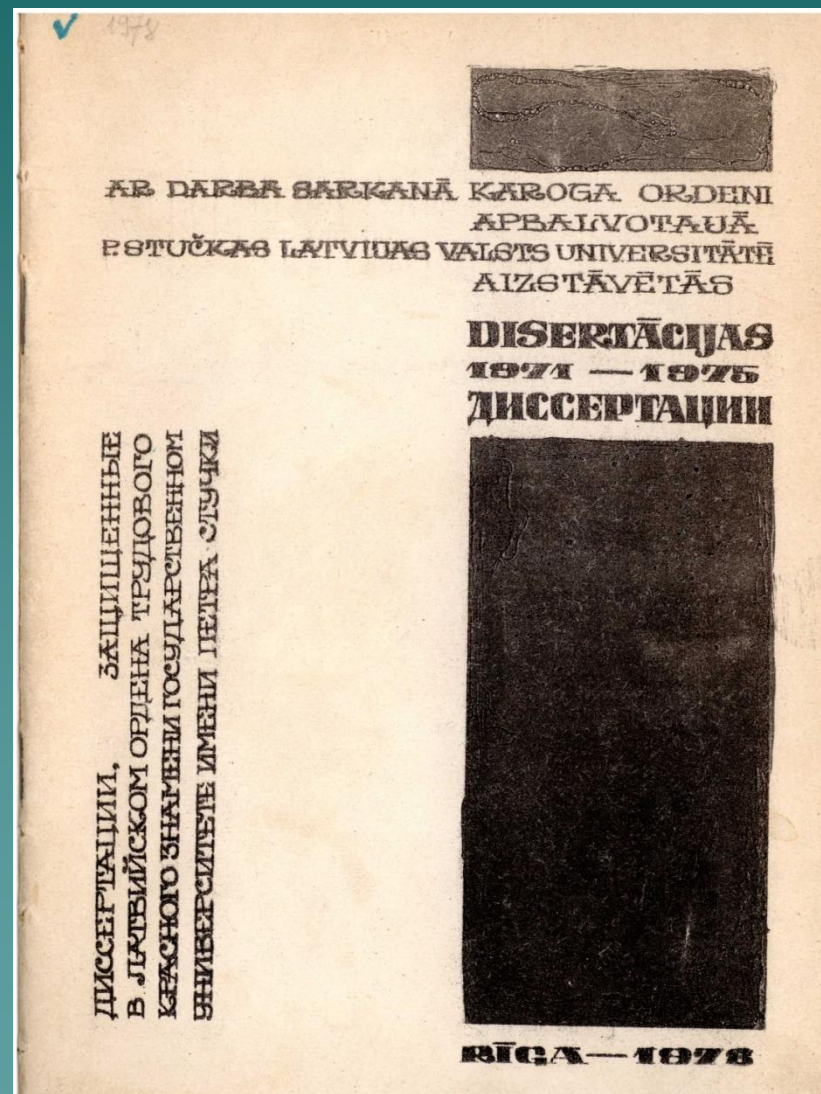 1978
AR DARBA SARKANĀ KAROGA ORDENI
APBALVOTAJĀ
P. STUČKAS LATVIJAS VALSTS UNIVERSITĀTĒ
AIZSTĀVĒTĀS
DISERTĀCIJAS
1971 — 1975
ДИССЕРТАЦИИ
ДИССЕРТАЦИИ, ЗАЩИЩЕННЫЕ
В ЛАТВИЙСКОМ ОРДЕНА ТРУДОВОГО
КРАСНОГО ЗНАМЕНИ ГОСУДАРСТВЕННОМ
УНИВЕРСИТЕТЕ ИМЕНИ ПЕТРА СТУЧКИ
RĪGA — 1978